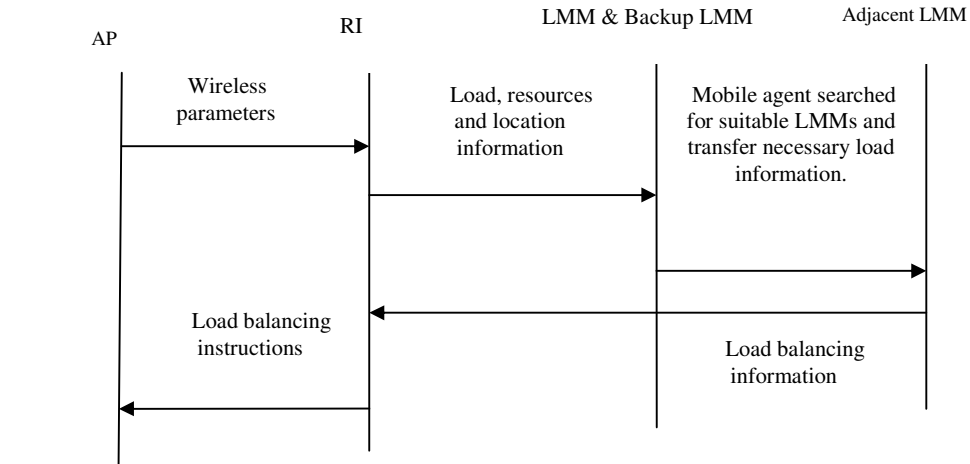 AP
RI
LMM & Backup LMM
Adjacent LMM
Wireless
parameters
Load, resources
and location
information
Mobile agent searched
for suitable LMMs and
transfer necessary load
information.
Load balancing
instructions
Load balancing
information